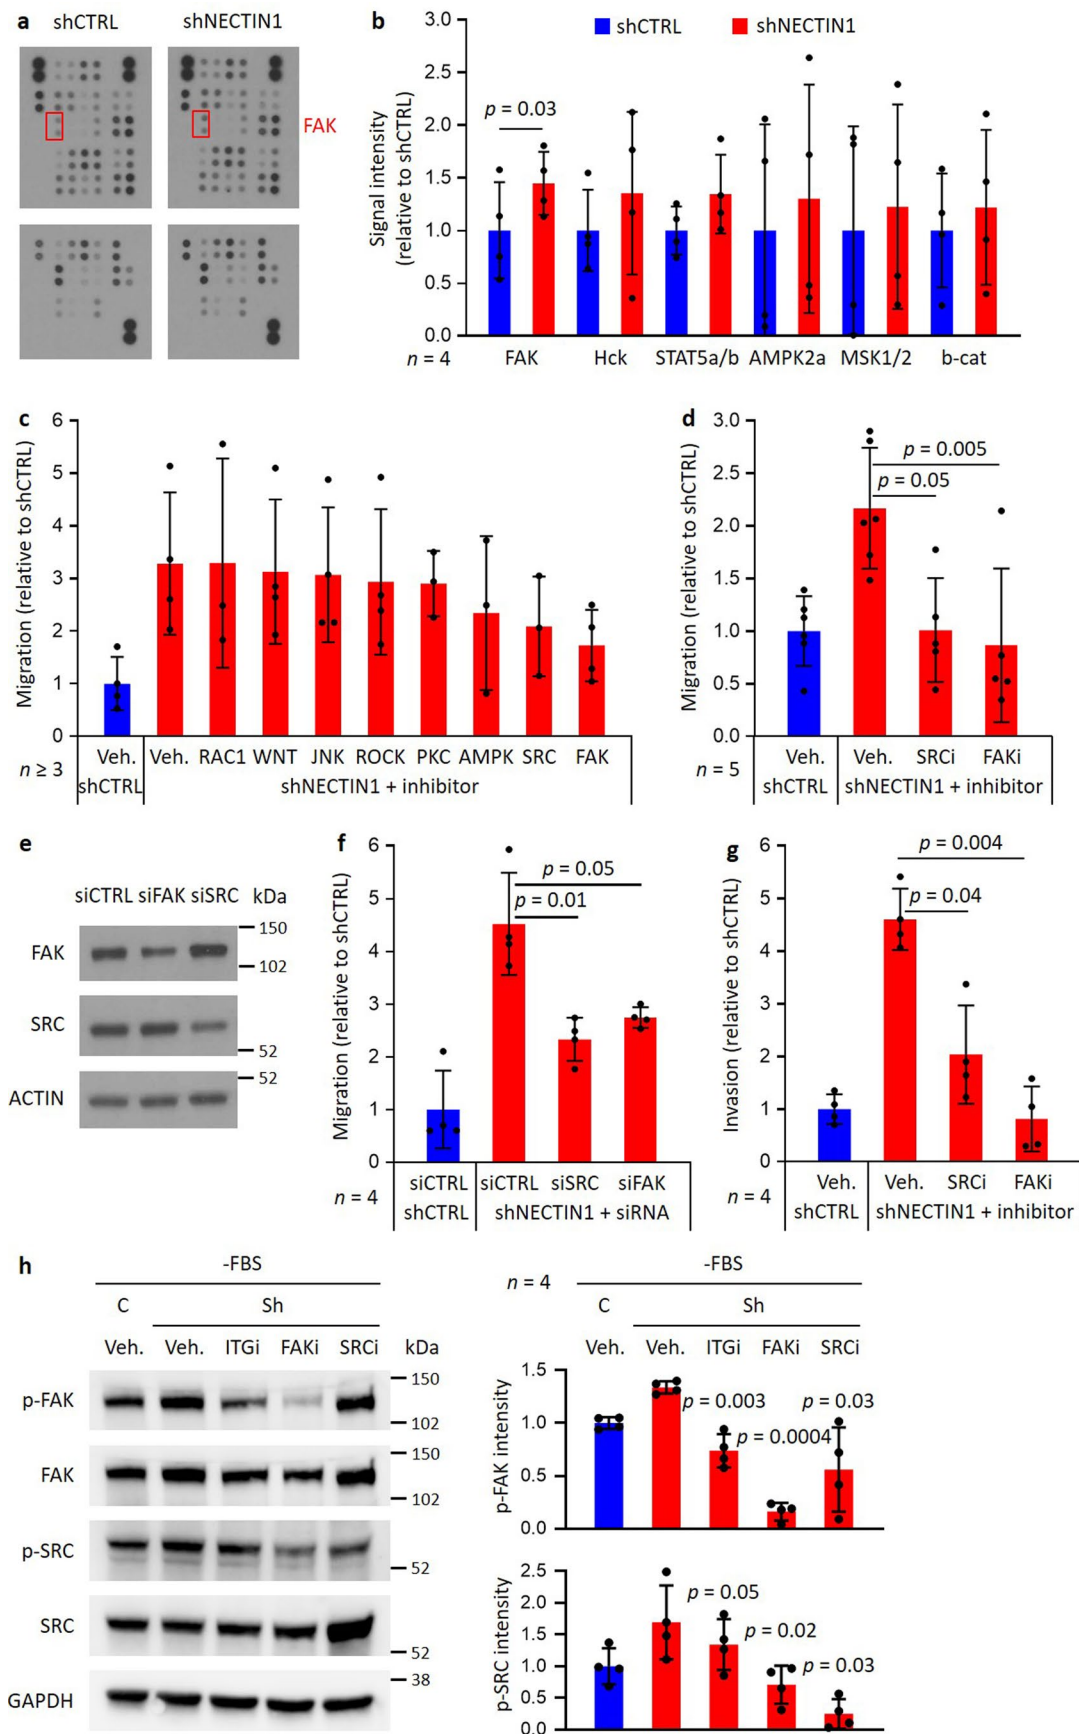 a
shCTRL shNECTIN1
FAK
b
shCTRL shNECTIN1
Signal intensity
(relative to shCTRL)
3.0
2.5
2.0
1.5
1.0
0.5
0.0
p = 0.03
n = 4 FAK Hck STAT5a/b AMPK2a MSK1/2 b-cat
c
Migration (relative to shCTRL)
6
5
4
3
2
1
0
Veh. Veh. RAC1 WNT JNK ROCK PKC AMPK SRC FAK
n ≥ 3
shCTRL shNECTIN1 + inhibitor
d
Migration (relative to shCTRL)
3.0
2.5
2.0
1.5
1.0
0.5
0.0
p = 0.005
p = 0.05
Veh. Veh. SRCi FAKi
n = 5
shCTRL shNECTIN1 + inhibitor
e
siCTRL siFAK siSRC kDa
FAK
150
102
SRC
52
ACTIN
52
f
Migration (relative to shCTRL)
6
5
4
3
2
1
0
p = 0.05
p = 0.01
siCTRL siCTRL siSRC siFAK
n = 4
shCTRL shNECTIN1 + siRNA
g
Invasion (relative to shCTRL)
6
5
4
3
2
1
0
p = 0.004
p = 0.04
Veh. Veh. SRCi FAKi
n = 4
shCTRL shNECTIN1 + inhibitor
h
-FBS
C Sh
Veh. Veh. ITGi FAKi SRCi kDa
p-FAK
150
102
FAK
150
102
p-SRC
52
SRC
52
GAPDH
38
n = 4
-FBS
C Sh
Veh. Veh. ITGi FAKi SRCi
p-FAK intensity
1.5
1.0
0.5
0.0
p = 0.003
p = 0.0004
p = 0.03
p-SRC intensity
2.5
2.0
1.5
1.0
0.5
0.0
p = 0.05
p = 0.02
p = 0.03